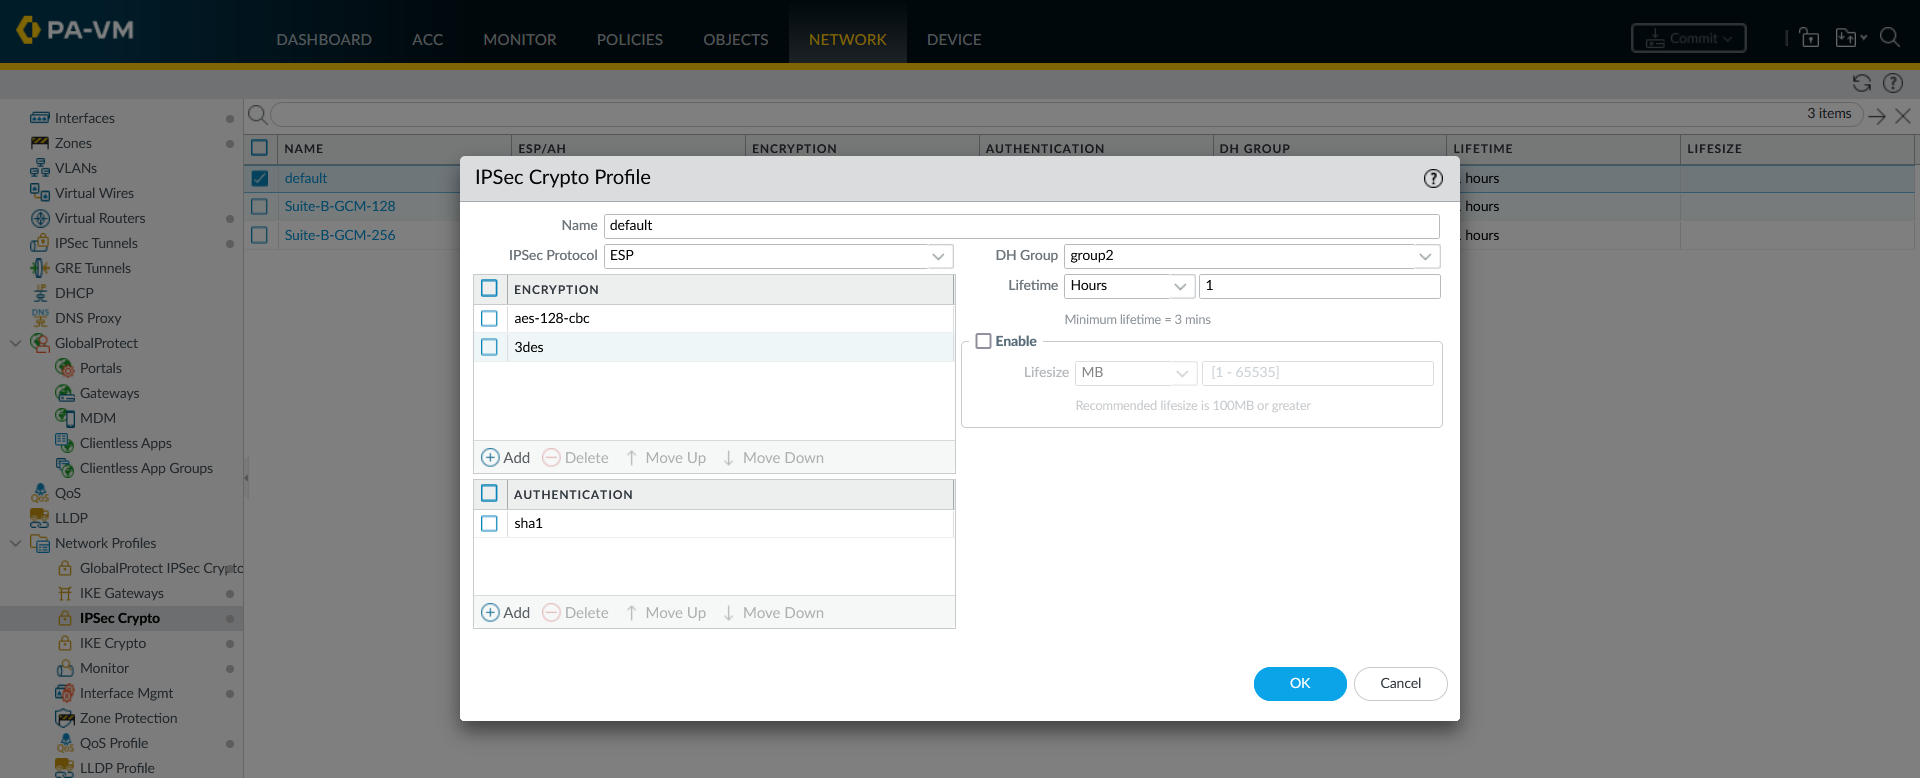 PA-VM
DASHBOARD ACC MONITOR POLICIES OBJECTS NETWORK DEVICE
Commit
3 items
NAME ESP/AH ENCRYPTION AUTHENTICATION DH GROUP LIFETIME LIFESIZE
default hours
Suite-B-GCM-128 hours
Suite-B-GCM-256 hours
Interfaces
Zones
VLANs
Virtual Wires
Virtual Routers
IPSec Tunnels
GRE Tunnels
DHCP
DNS Proxy
GlobalProtect
Portals
Gateways
MDM
Clientless Apps
Clientless App Groups
QoS
LLDP
Network Profiles
GlobalProtect IPSec Crypto
IKE Gateways
IPSec Crypto
IKE Crypto
Monitor
Interface Mgmt
Zone Protection
QoS Profile
LLDP Profile
IPSec Crypto Profile
Name default
IPSec Protocol ESP
ENCRYPTION
aes-128-cbc
3des
Add Delete Move Up Move Down
AUTHENTICATION
sha1
Add Delete Move Up Move Down
DH Group group2
Lifetime Hours 1
Minimum lifetime = 3 mins
Enable
Lifesize MB [1 - 65535]
Recommended lifesize is 100MB or greater
OK Cancel